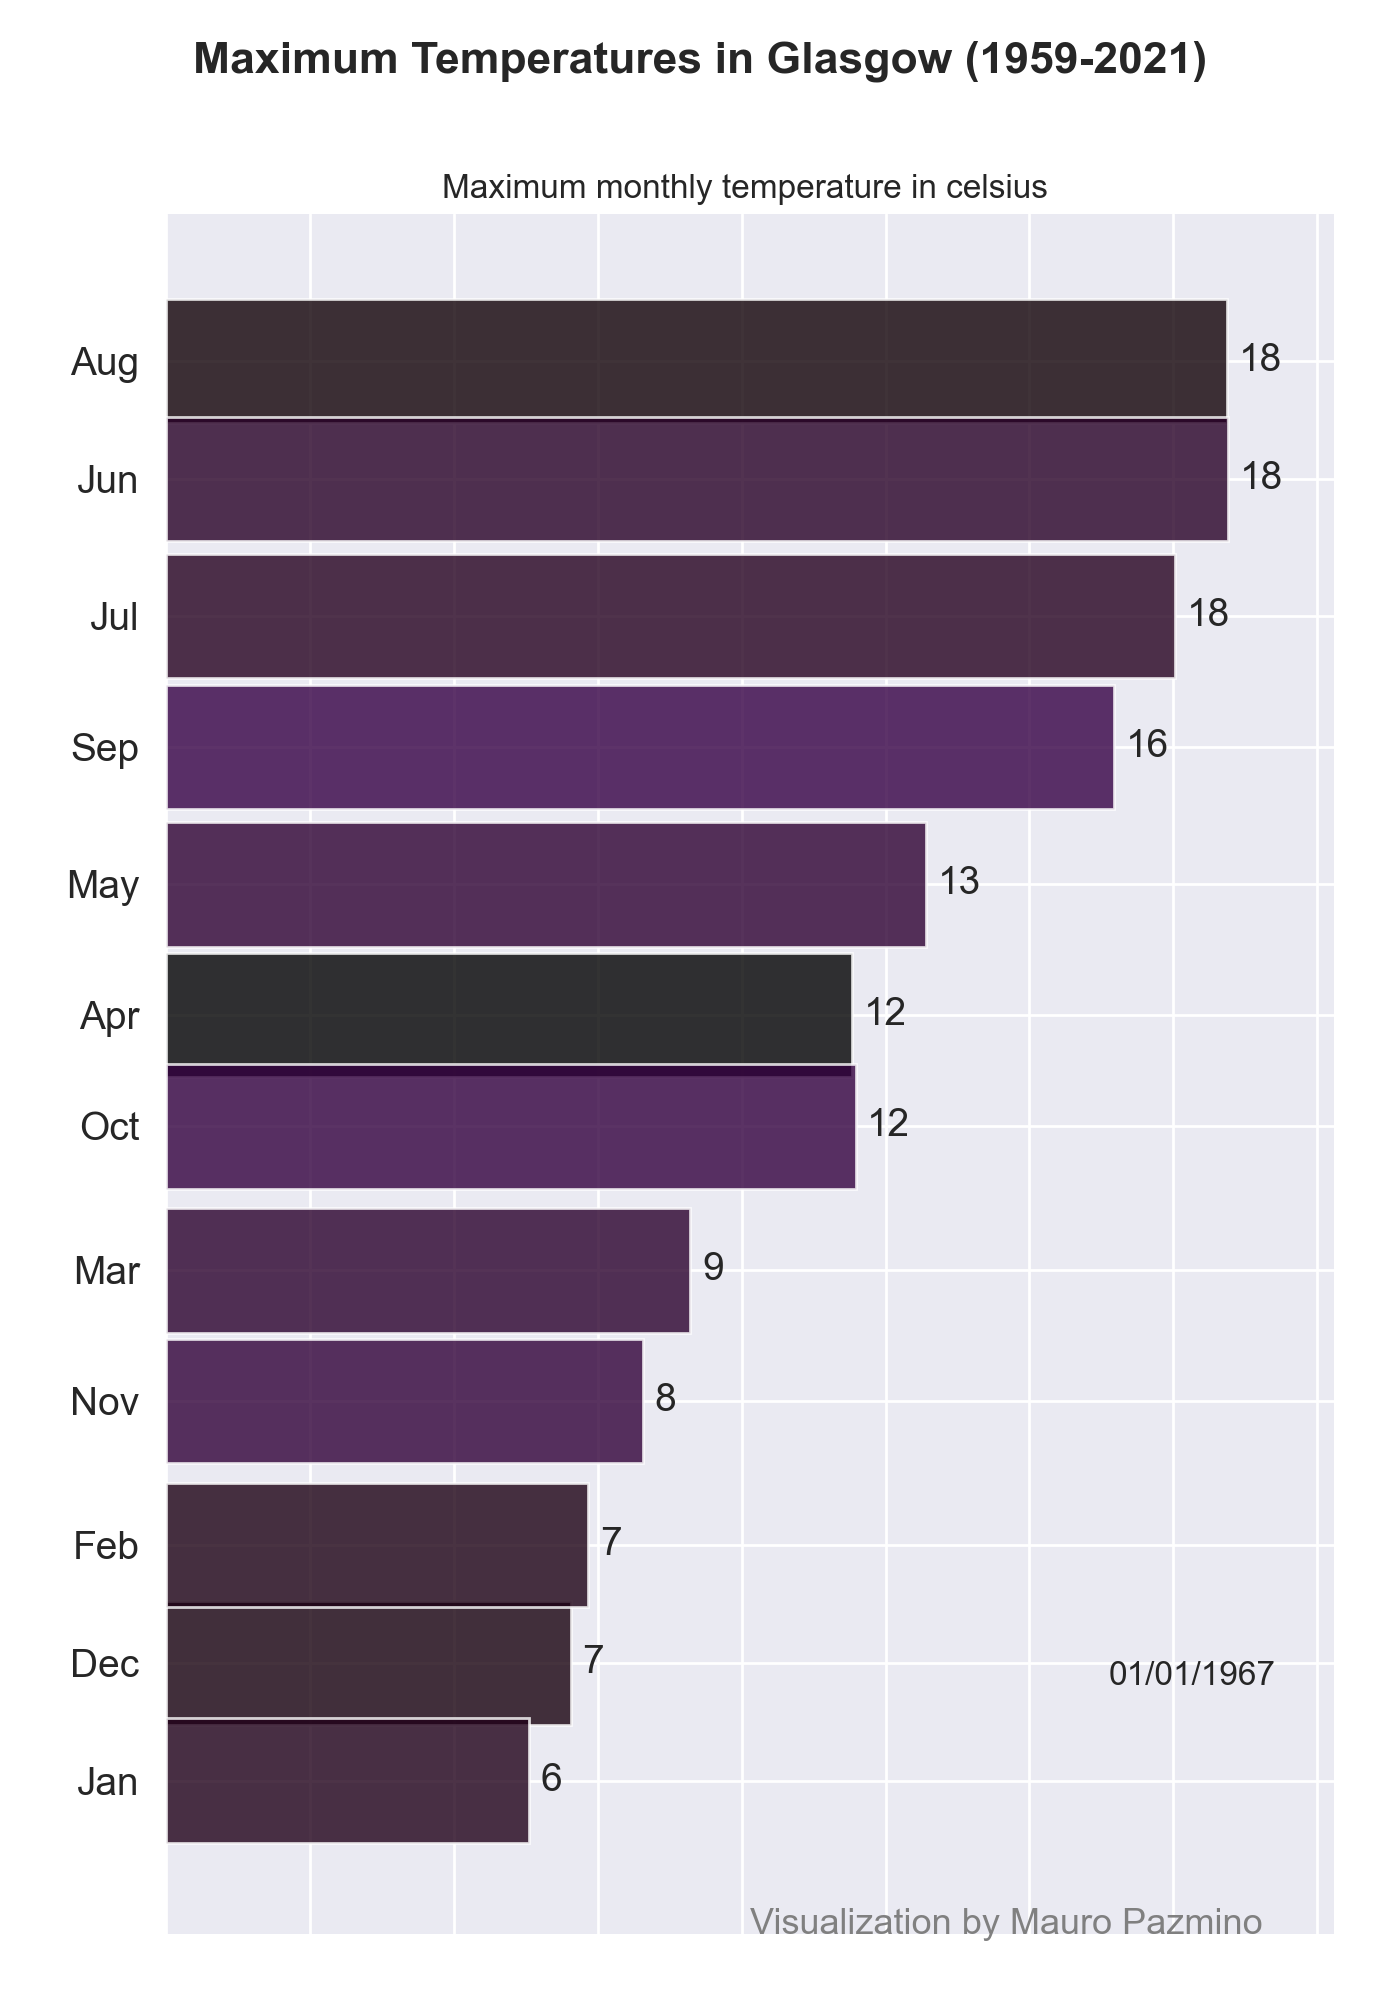 Maximum Temperatures in Glasgow (1959-2021)
Maximum monthly temperature in celsius
Aug 18
Jun 18
Jul 18
Sep 16
May 13
Apr 12
Oct 12
Mar 9
Nov 8
Feb 7
Dec 7 01/01/1967
Jan 6
Visualization by Mauro Pazmino